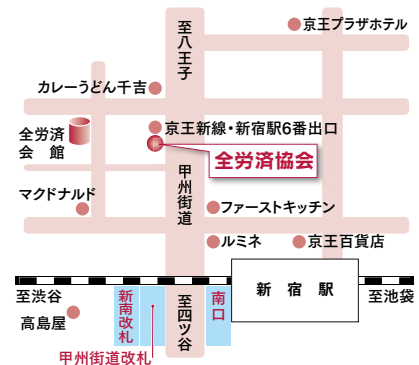 京王プラザホテル
至八王子
カレーうどん千吉
全労済
会館
京王新線・新宿駅6番出口
全労済協会
甲州街道
マクドナルド
ファーストキッチン
ルミネ
京王百貨店
至渋谷
新南改札
至四ツ谷
南口
新宿駅
至池袋
高島屋
甲州街道改札